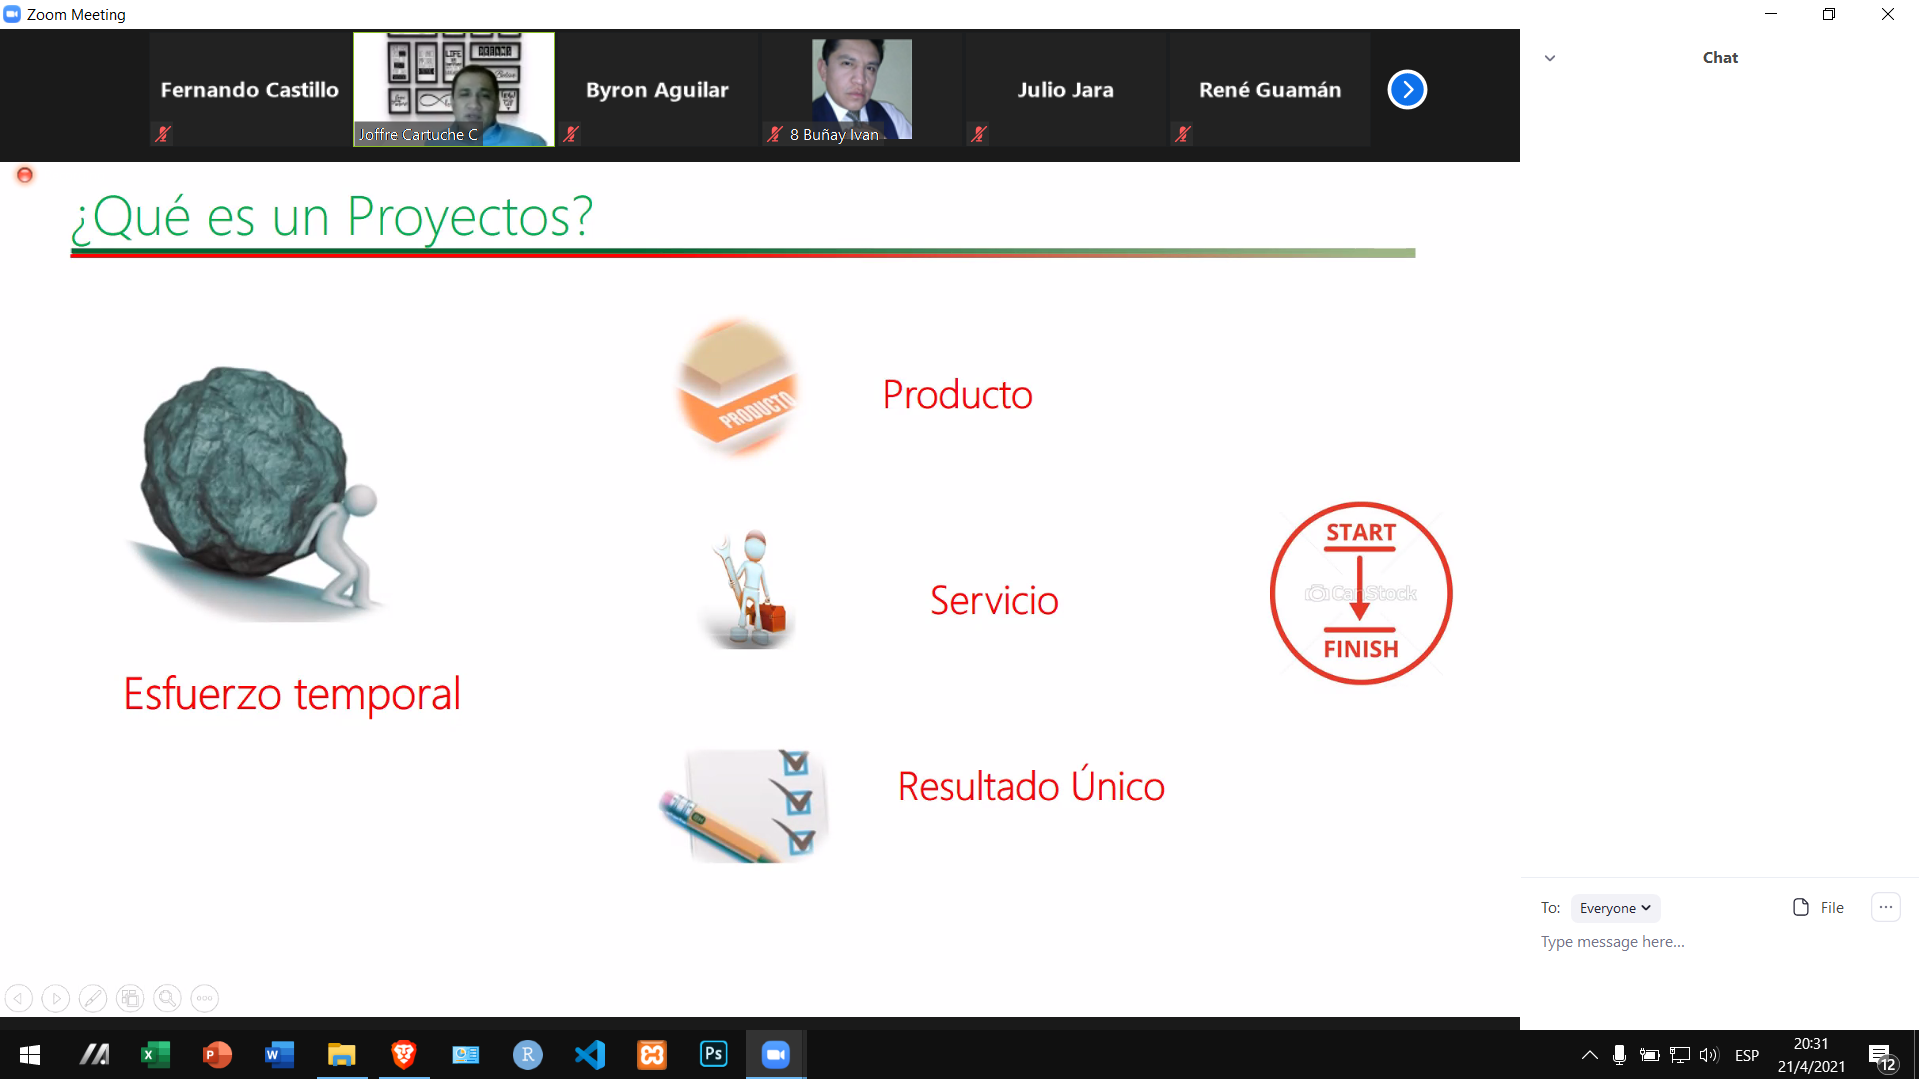 Zoom Meeting
Fernando Castillo
Joffre Cartuche C
Byron Aguilar
8 Buñay Ivan
Julio Jara
René Guamán
Chat
¿Qué es un Proyectos?
PRODUCTO
Producto
Servicio
START
CanStock
FINISH
Esfuerzo temporal
Resultado Único
To: Everyone
File
Type message here...
X
P
W
R
Ps
ESP
20:31
21/4/2021
12